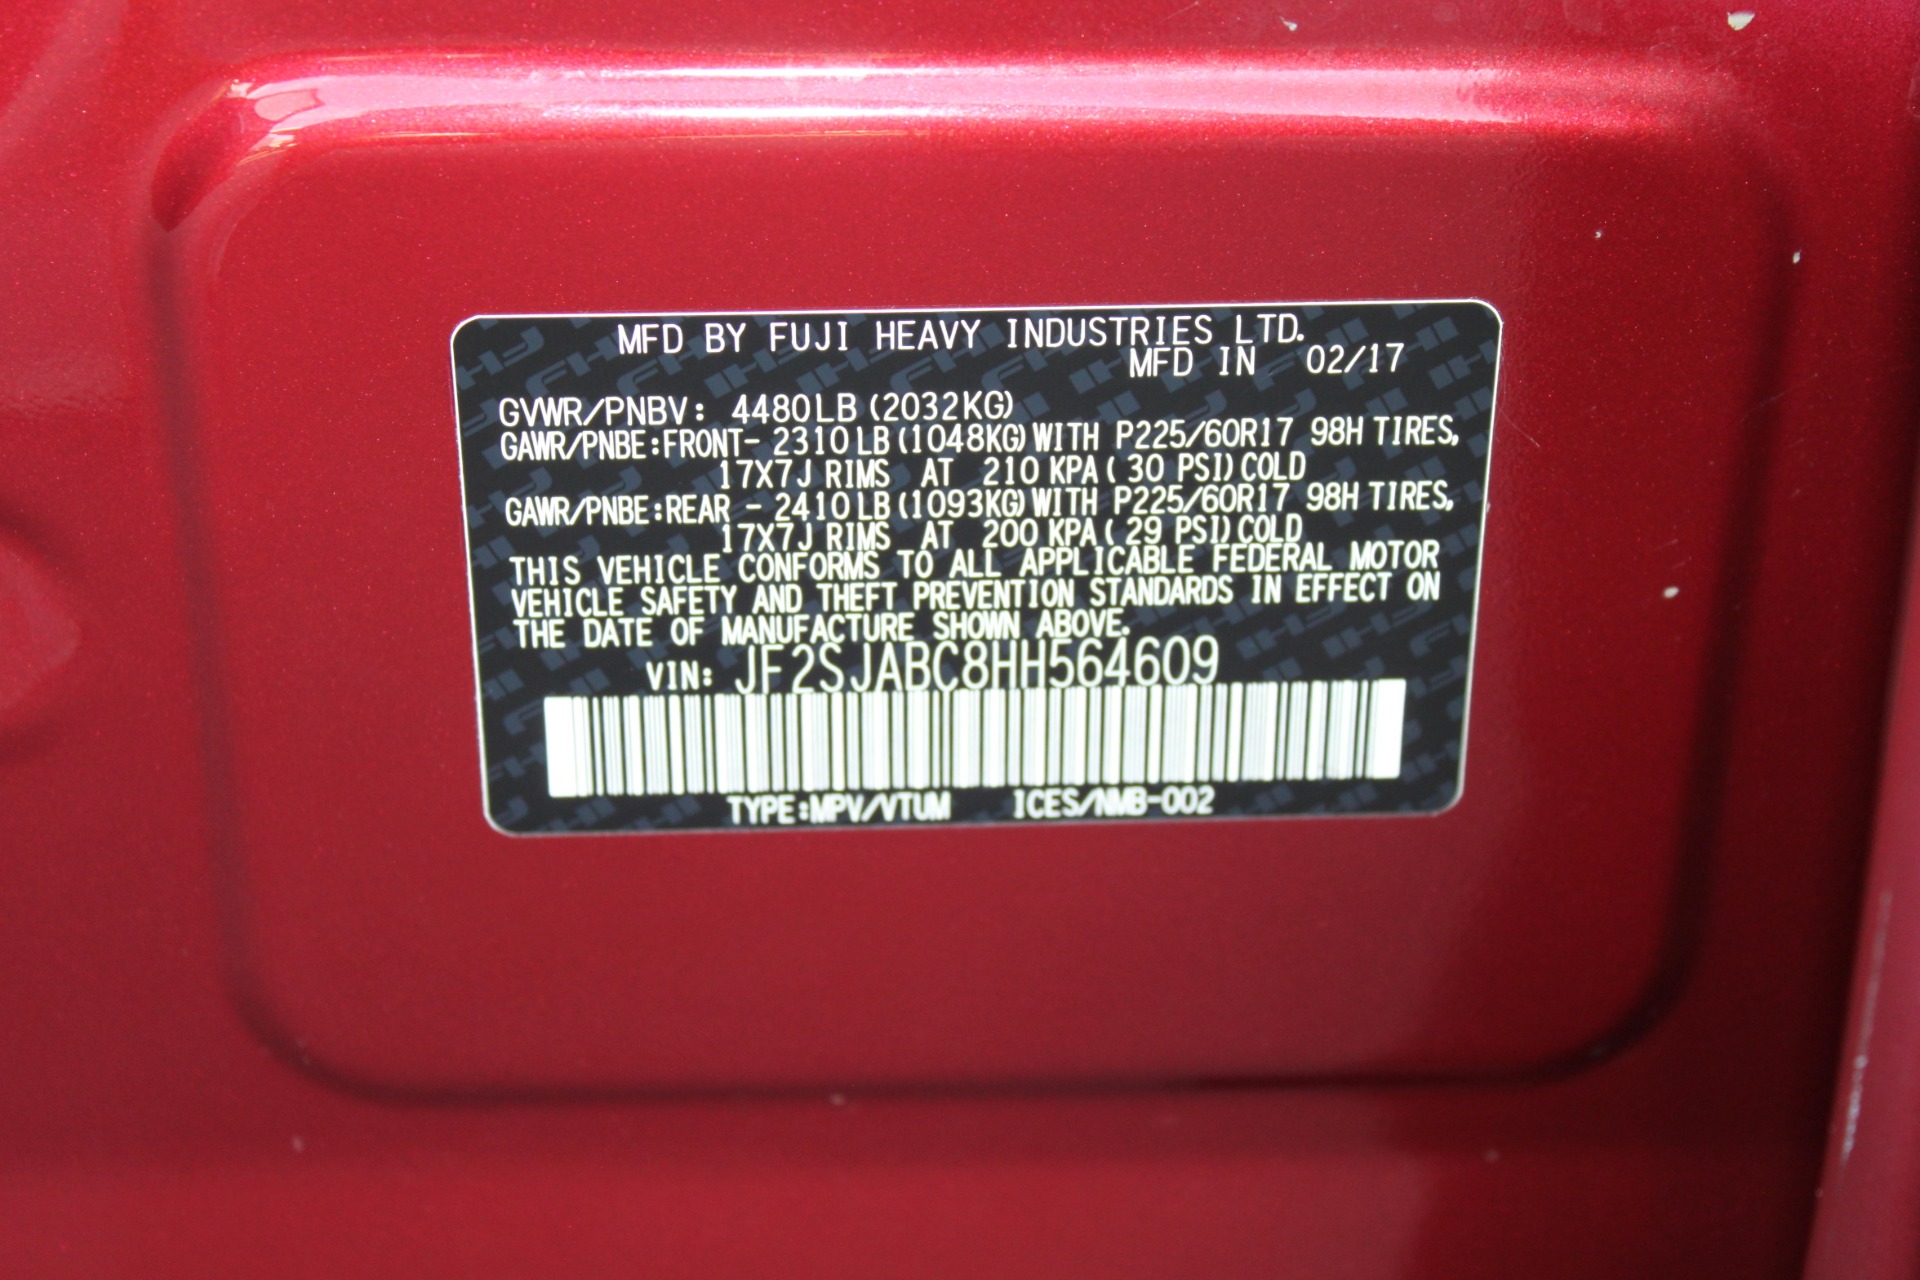 MFD BY FUJI HEAVY INDUSTRIES LTD.
MFD IN 02/17
GVWR/PNBV: 4480LB (2032KG)
GAWR/PNBE:FRONT- 2310 LB (1048KG) WITH P225/60R17 98H TIRES,
17X7J RIMS AT 210 KPA ( 30 PSI) COLD
GAWR/PNBE:REAR - 2410 LB (1093KG) WITH P225/60R17 98H TIRES,
17X7J RIMS AT 200 KPA ( 29 PSI) COLD
THIS VEHICLE CONFORMS TO ALL APPLICABLE FEDERAL MOTOR
VEHICLE SAFETY AND THEFT PREVENTION STANDARDS IN EFFECT ON
THE DATE OF MANUFACTURE SHOWN ABOVE.
VIN: JF2SJABC8HH564609
TYPE:MPV/VTUM ICES/NMB-002